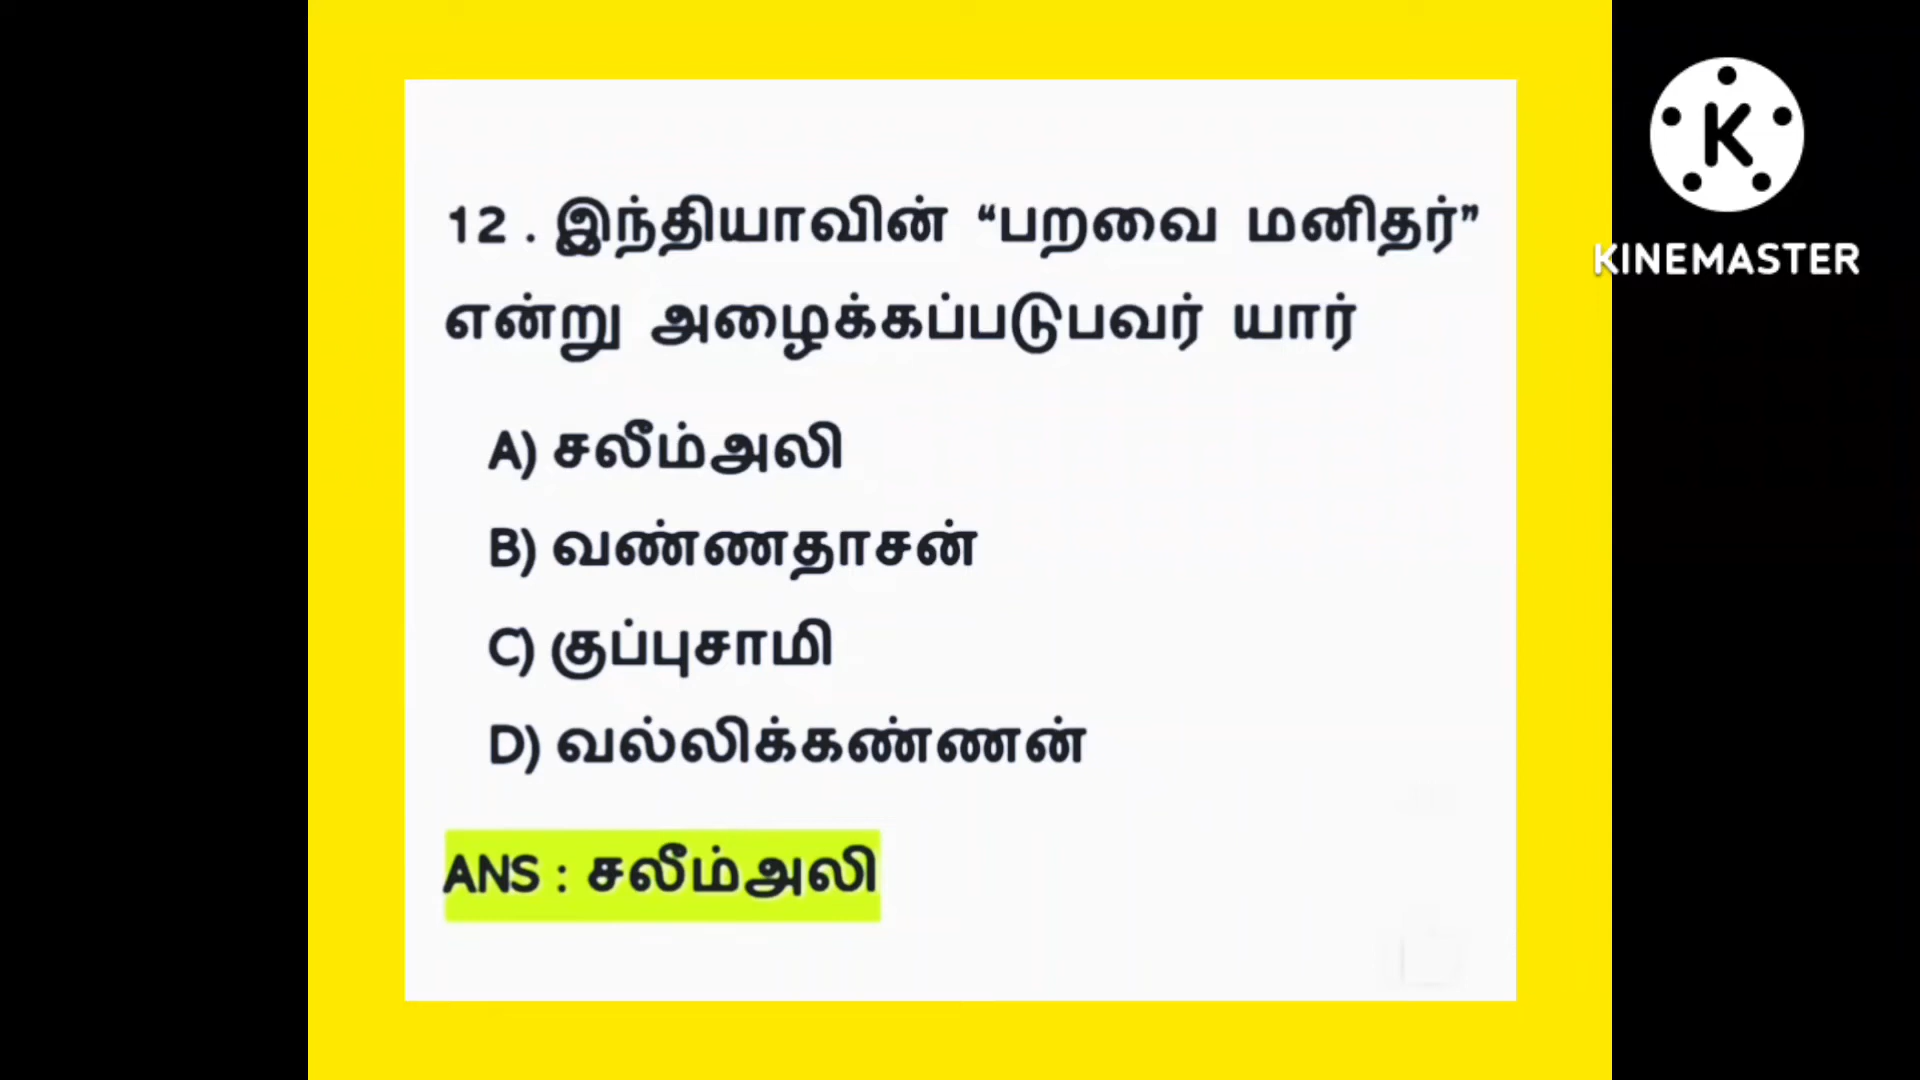 12 . இந்தியாவின் “பறவை மனிதர்”
என்று அழைக்கப்படுபவர் யார்
A) சலீம்அலி
B) வண்ணதாசன்
C) குப்புசாமி
D) வல்லிக்கண்ணன்
ANS : சலீம்அலி
K
KINEMASTER